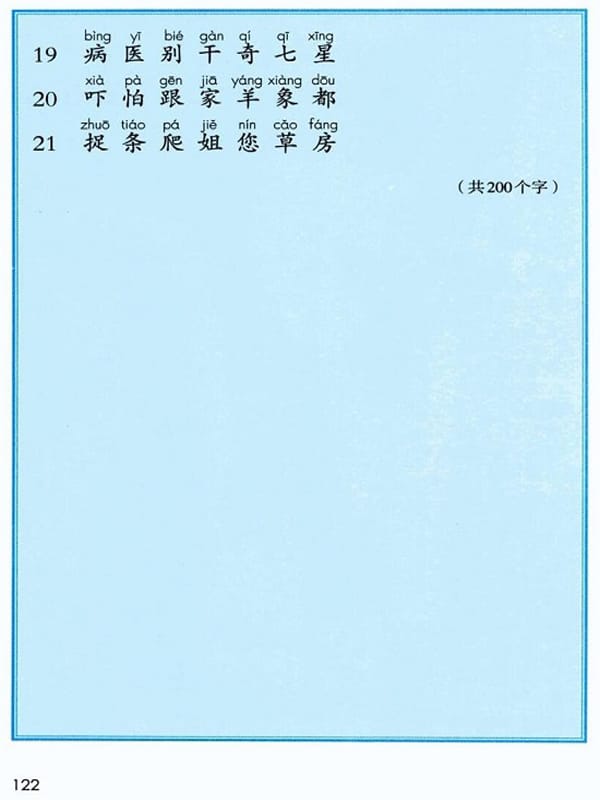 bìng yī bié gàn qí qī xīng
19 病 医 别 干 奇 七 星
xià pà gēn jiā yáng xiàng dōu
20 吓 怕 跟 家 羊 象 都
zhuō tiáo pá jiě nín cǎo fáng
21 捉 条 爬 姐 您 草 房
（共200个字）
122